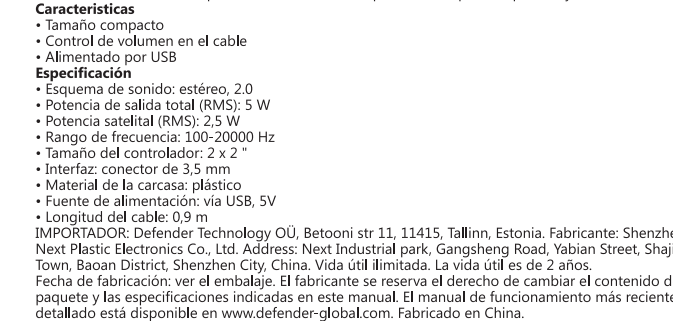 Caracteristicas
• Tamaño compacto
• Control de volumen en el cable
• Alimentado por USB
Especificación
• Esquema de sonido: estéreo, 2.0
• Potencia de salida total (RMS): 5 W
• Potencia satelital (RMS): 2,5 W
• Rango de frecuencia: 100-20000 Hz
• Tamaño del controlador: 2 x 2 "
• Interfaz: conector de 3,5 mm
• Material de la carcasa: plástico
• Fuente de alimentación: vía USB, 5V
• Longitud del cable: 0,9 m
IMPORTADOR: Defender Technology OÜ, Betooni str 11, 11415, Tallinn, Estonia. Fabricante: Shenzhe
Next Plastic Electronics Co., Ltd. Address: Next Industrial park, Gangsheng Road, Yabian Street, Shaji
Town, Baoan District, Shenzhen City, China. Vida útil ilimitada. La vida útil es de 2 años.
Fecha de fabricación: ver el embalaje. El fabricante se reserva el derecho de cambiar el contenido d
paquete y las especificaciones indicadas en este manual. El manual de funcionamiento más reciente
detallado está disponible en www.defender-global.com. Fabricado en China.